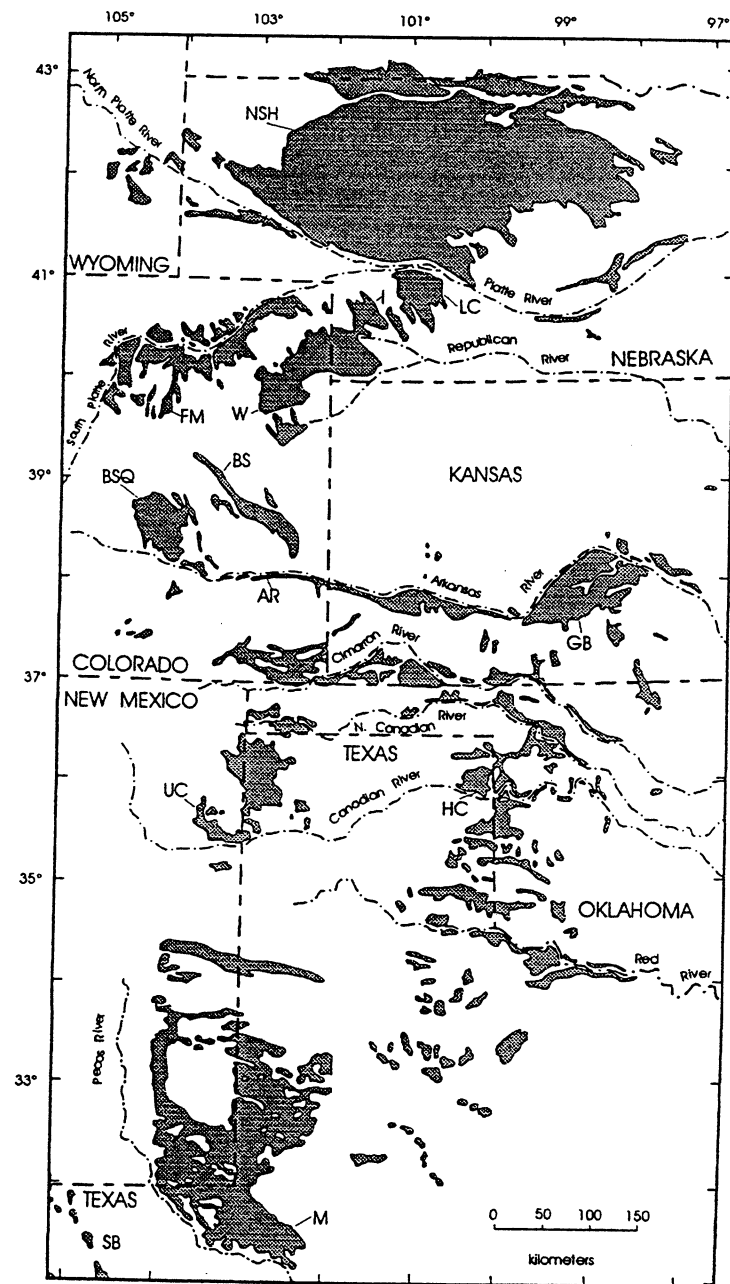 105° 103° 101° 99° 97°
43°
North Platte River
NSH
WYOMING
41°
Platte River
LC
Republican River
NEBRASKA
South Platte River
FM
W
39°
BS
BSQ
KANSAS
Arkansas River
AR
GB
Cimarron River
COLORADO
37°
NEW MEXICO
N. Canadian River
TEXAS
UC
Canadian River
HC
35°
OKLAHOMA
Red River
Pecos River
33°
TEXAS
SB
M
0 50 100 150
kilometers